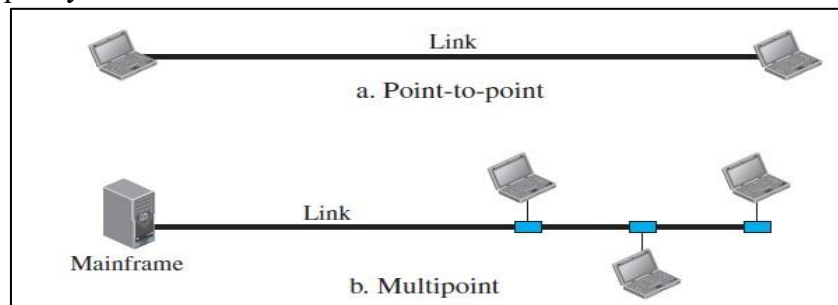 Link
a. Point-to-point
Link
Mainframe
b. Multipoint